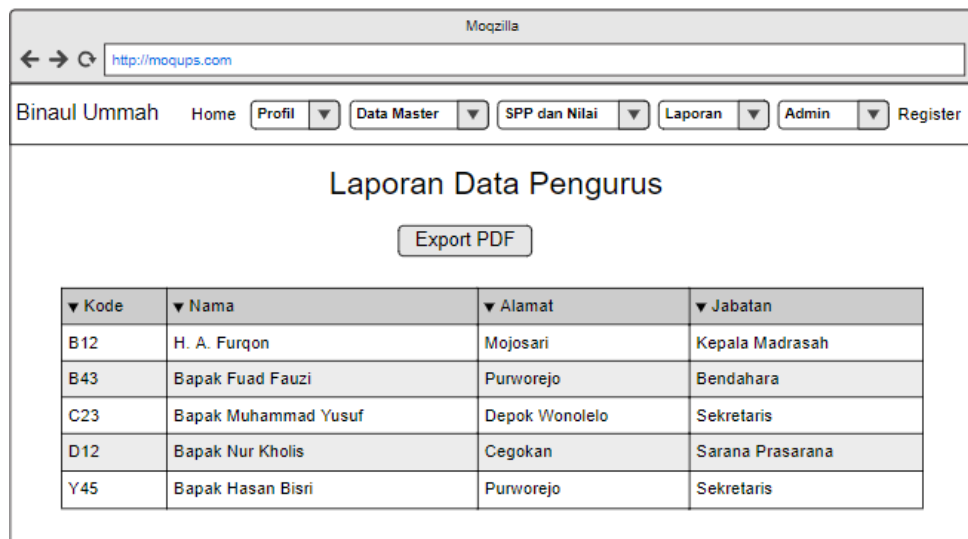 Moqzilla
http://moqups.com
Binaul Ummah Home Profil Data Master SPP dan Nilai Laporan Admin Register
Laporan Data Pengurus
Export PDF
Kode Nama Alamat Jabatan
B12 H. A. Furqon Mojosari Kepala Madrasah
B43 Bapak Fuad Fauzi Purworejo Bendahara
C23 Bapak Muhammad Yusuf Depok Wonolelo Sekretaris
D12 Bapak Nur Kholis Cegokan Sarana Prasarana
Y45 Bapak Hasan Bisri Purworejo Sekretaris